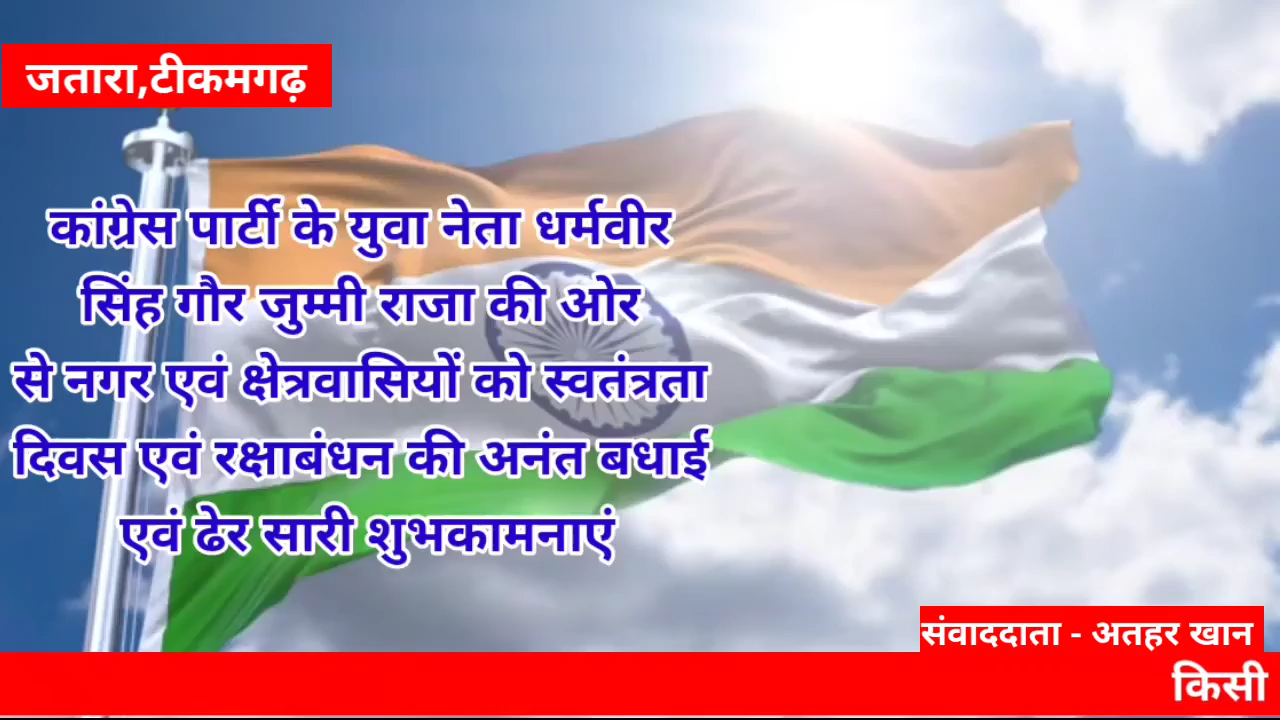 जतारा,टीकमगढ़
कांग्रेस पार्टी के युवा नेता धर्मवीर
सिंह गौर जुम्मी राजा की ओर
से नगर एवं क्षेत्रवासियों को स्वतंत्रता
दिवस एवं रक्षाबंधन की अनंत बधाई
एवं ढेर सारी शुभकामनाएं
संवाददाता - अतहर खान
किसी